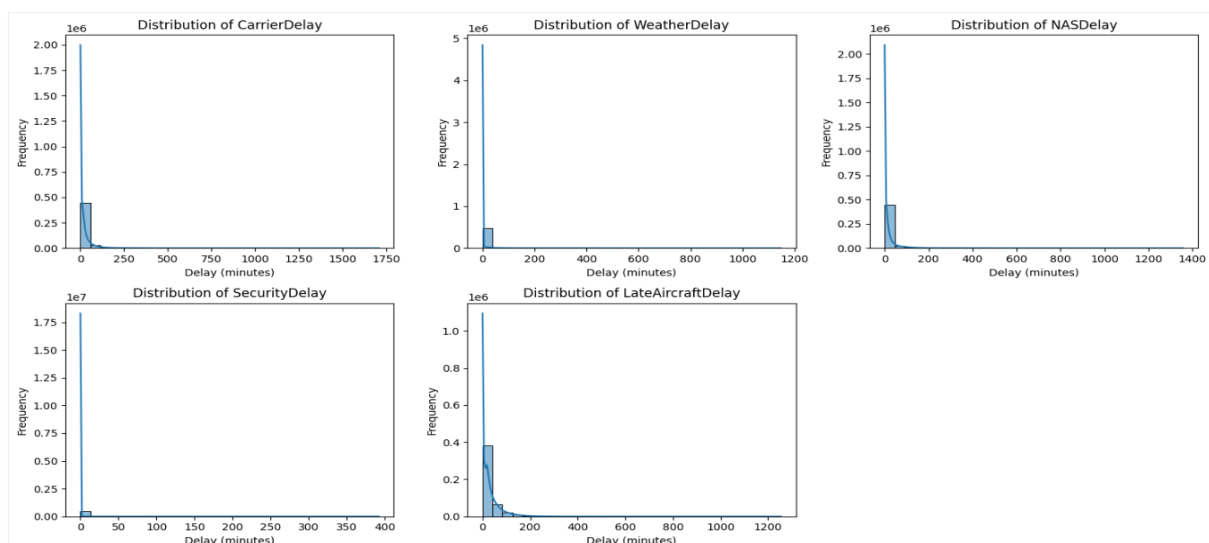 Distribution of CarrierDelay
1e6
Frequency
2.00
1.75
1.50
1.25
1.00
0.75
0.50
0.25
0.00
0 250 500 750 1000 1250 1500 1750
Delay (minutes)
Distribution of WeatherDelay
1e6
Frequency
5
4
3
2
1
0
0 200 400 600 800 1000 1200
Delay (minutes)
Distribution of NASDelay
1e6
Frequency
2.00
1.75
1.50
1.25
1.00
0.75
0.50
0.25
0.00
0 200 400 600 800 1000 1200 1400
Delay (minutes)
Distribution of SecurityDelay
1e7
Frequency
1.75
1.50
1.25
1.00
0.75
0.50
0.25
0.00
0 50 100 150 200 250 300 350 400
Delay (minutes)
Distribution of LateAircraftDelay
1e6
Frequency
1.0
0.8
0.6
0.4
0.2
0.0
0 200 400 600 800 1000 1200
Delay (minutes)